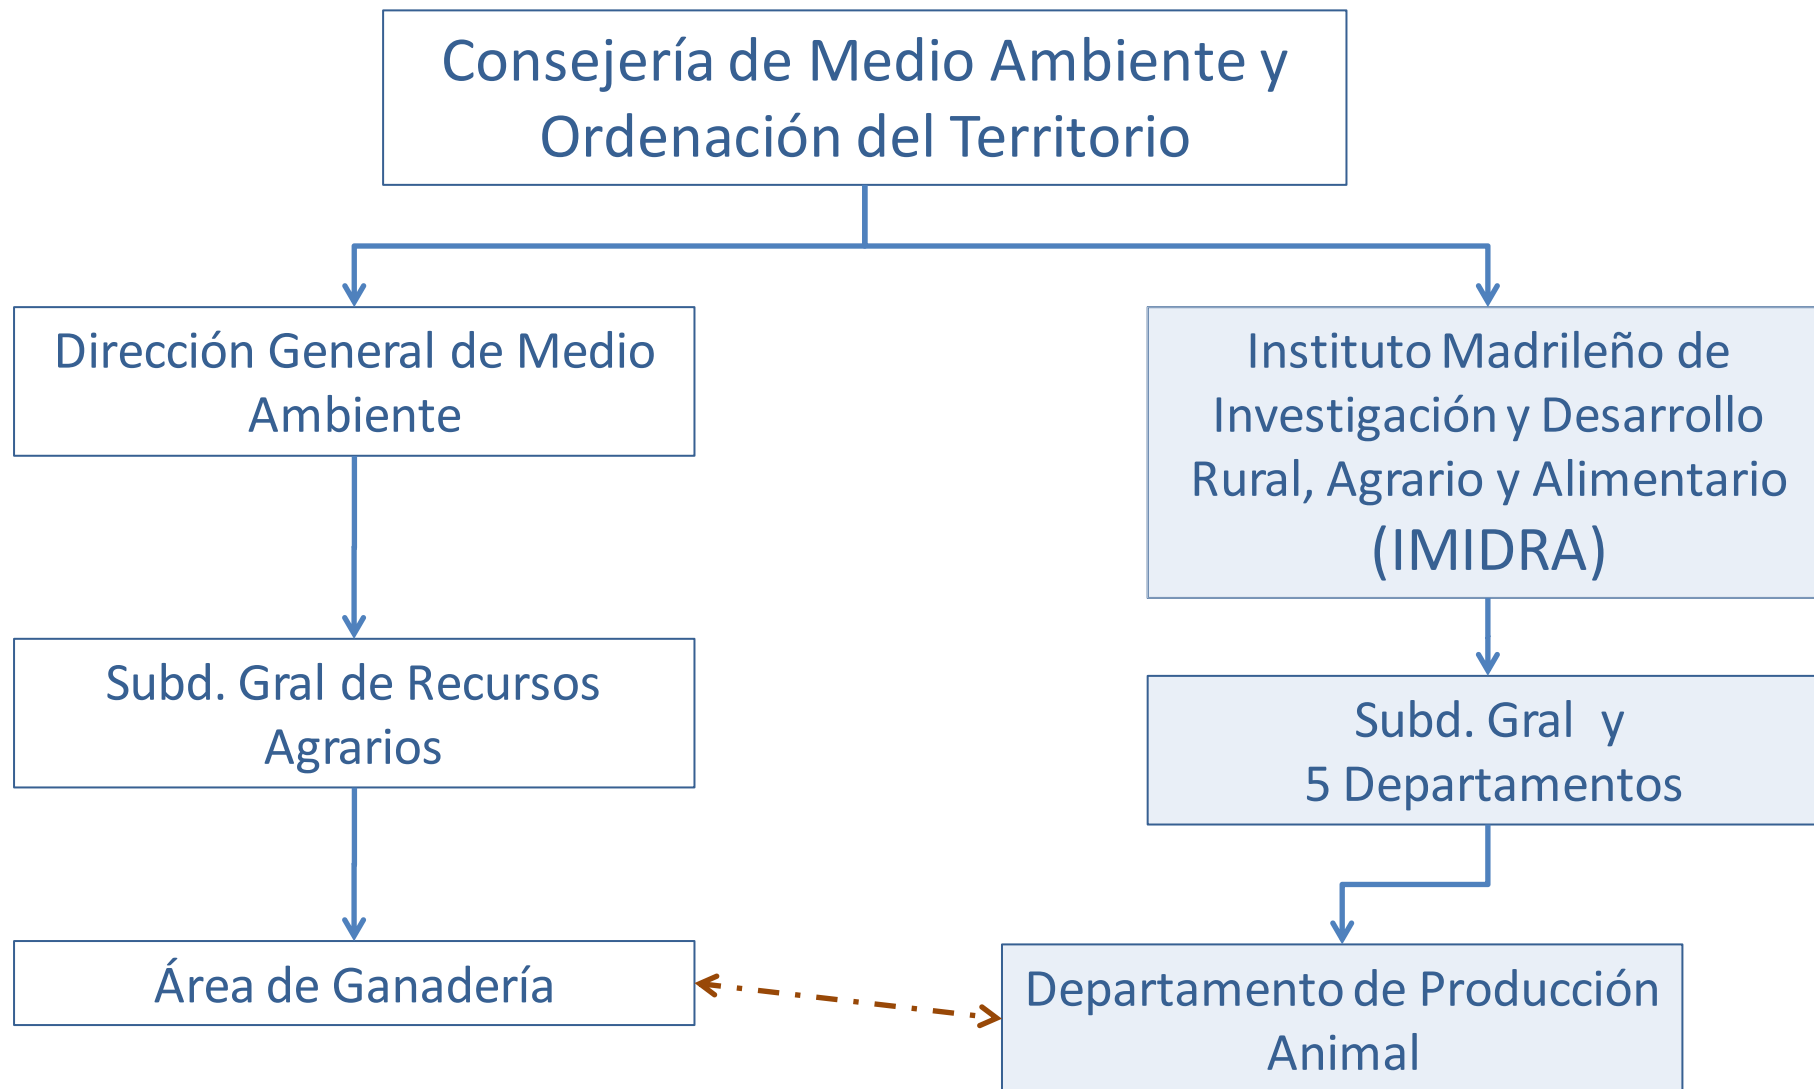 Consejería de Medio Ambiente y
Ordenación del Territorio
Dirección General de Medio
Ambiente
Subd. Gral de Recursos
Agrarios
Área de Ganadería
Instituto Madrileño de
Investigación y Desarrollo
Rural, Agrario y Alimentario
(IMIDRA)
Subd. Gral y
5 Departamentos
Departamento de Producción
Animal